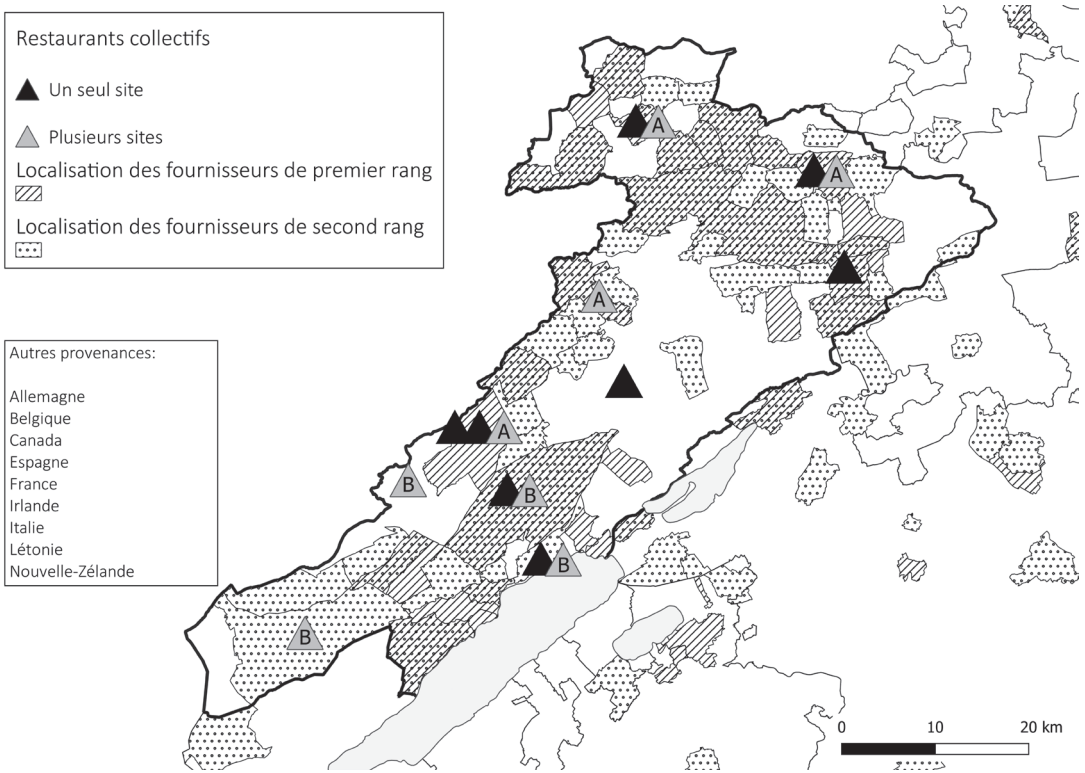 Restaurants collectifs
Un seul site
Plusieurs sites
Localisation des fournisseurs de premier rang
Localisation des fournisseurs de second rang
Autres provenances:
Allemagne
Belgique
Canada
Espagne
France
Irlande
Italie
Létonie
Nouvelle-Zélande
A
A
A
A
B
B
B
B
0 10 20 km